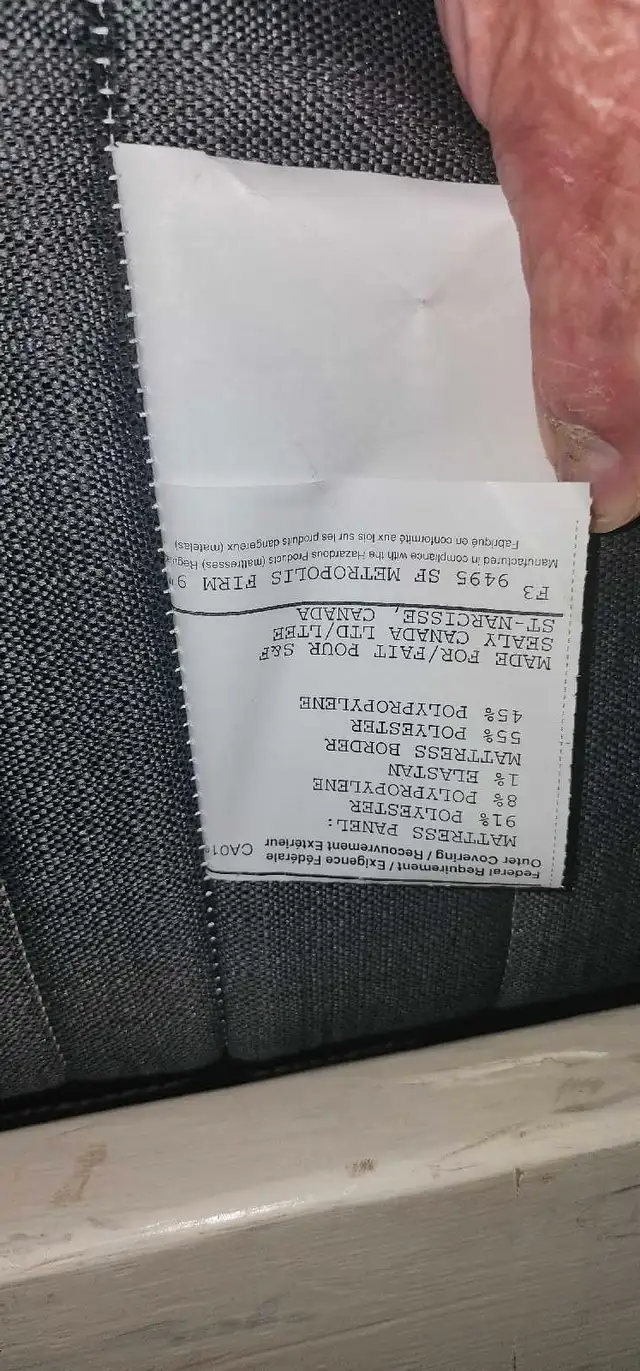 Federal Requirement / Exigence Fédérale
Outer Covering / Recouvrement Extérieur CA01
MATTRESS PANEL:
91% POLYESTER
8% POLYPROPYLENE
1% ELASTAN
MATTRESS BORDER
55% POLYESTER
45% POLYPROPYLENE
MADE FOR/FAIT POUR S&F
SEALY CANADA LTD/LTEE
ST-NARCISSE, CANADA
F3 9495 SF METROPOLIS FIRM 9"
Manufactured in compliance with the Hazardous Products (mattresses)
Fabriqué en conformité aux lois sur les produits dangereux (matelas)